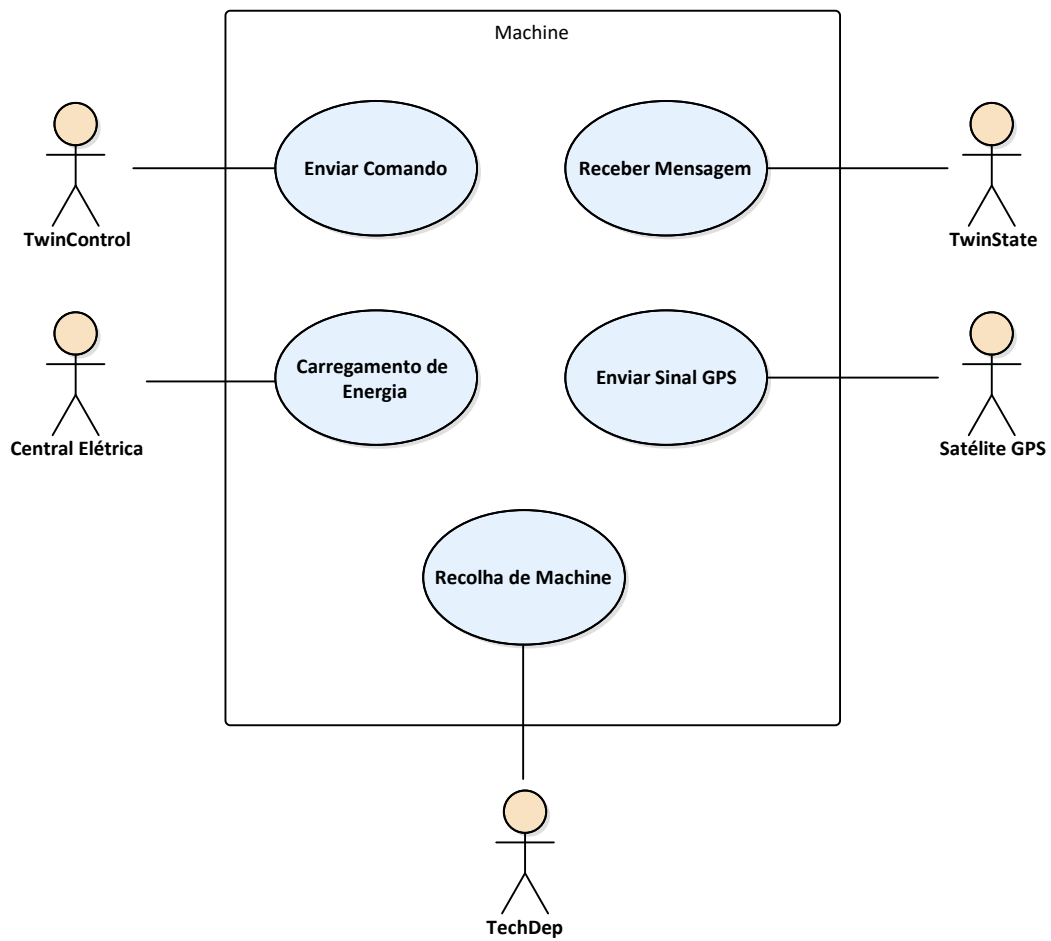 Machine
Enviar Comando
Receber Mensagem
TwinControl
TwinState
Carregamento de
Energia
Enviar Sinal GPS
Central Elétrica
Satélite GPS
Recolha de Machine
TechDep